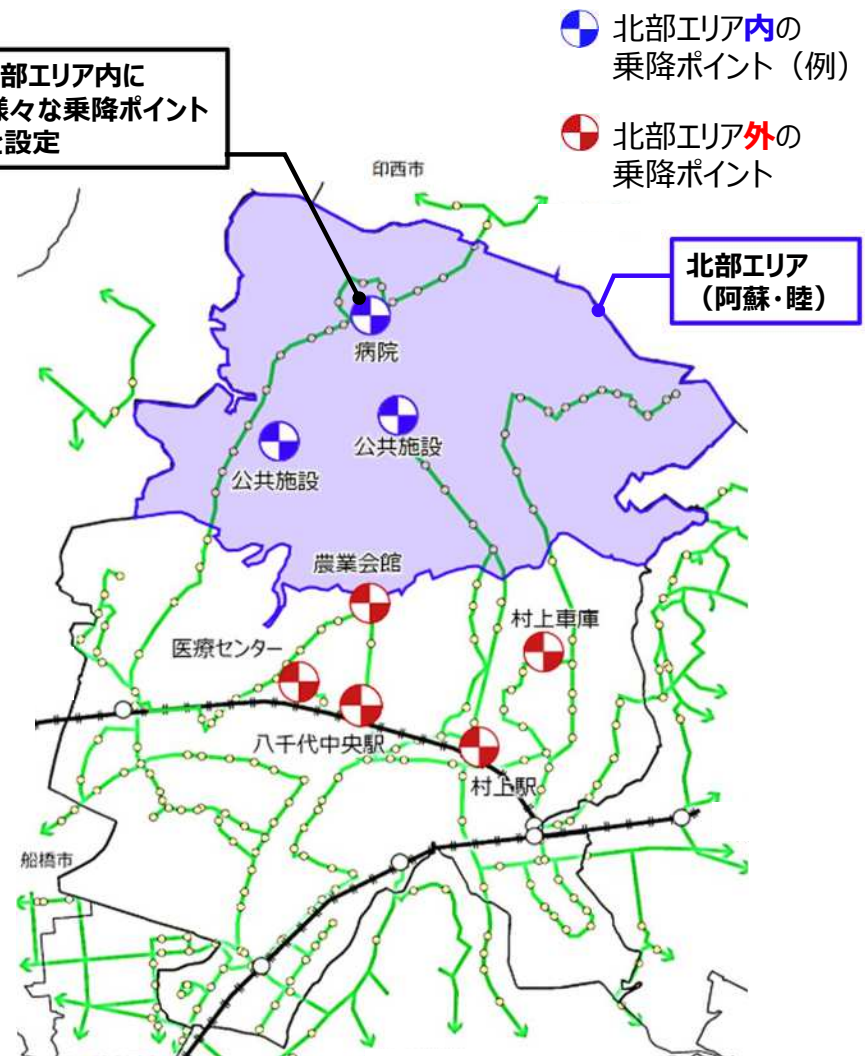 北部エリア内の
乗降ポイント（例）
北部エリア外の
乗降ポイント
部エリア内に
様々な乗降ポイント
設定
印西市
北部エリア
（阿蘇・睦）
病院
公共施設
公共施設
農業会館
村上車庫
医療センター
八千代中央駅
村上駅
船橋市